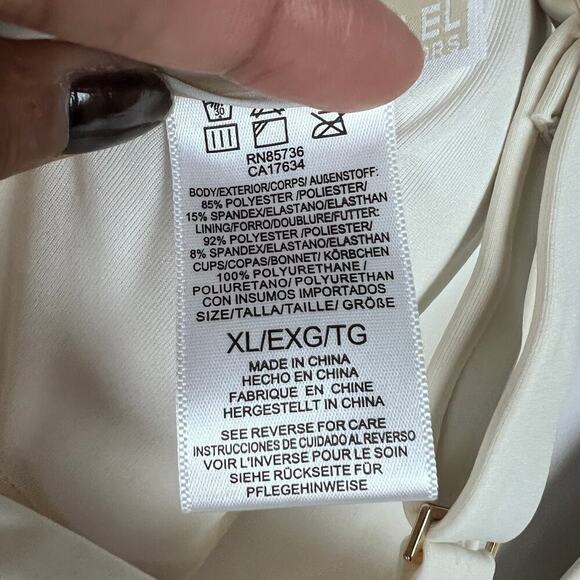 EL
ORS
30
RN85736
CA17634
BODY/EXTERIOR/CORPS/ AUßENSTOFF:
85% POLYESTER /POLIESTER/
15% SPANDEX/ELASTANO/ELASTHAN
LINING/FORRO/DOUBLURE/FUTTER:
92% POLYESTER /POLIESTER/
8% SPANDEX/ELASTANO/ELASTHAN
CUPS/COPAS/BONNET/ KÖRBCHEN
100% POLYURETHANE /
POLIURETANO/ POLYURETHAN
CON INSUMOS IMPORTADOS
SIZE/TALLA/TAILLE/ GRÖßE
XL/EXG/TG
MADE IN CHINA
HECHO EN CHINA
FABRIQUE EN CHINE
HERGESTELLT IN CHINA
SEE REVERSE FOR CARE
INSTRUCCIONES DE CUIDADO AL REVERSO
VOIR L'INVERSE POUR LE SOIN
SIEHE RÜCKSEITE FÜR
PFLEGEHINWEISE